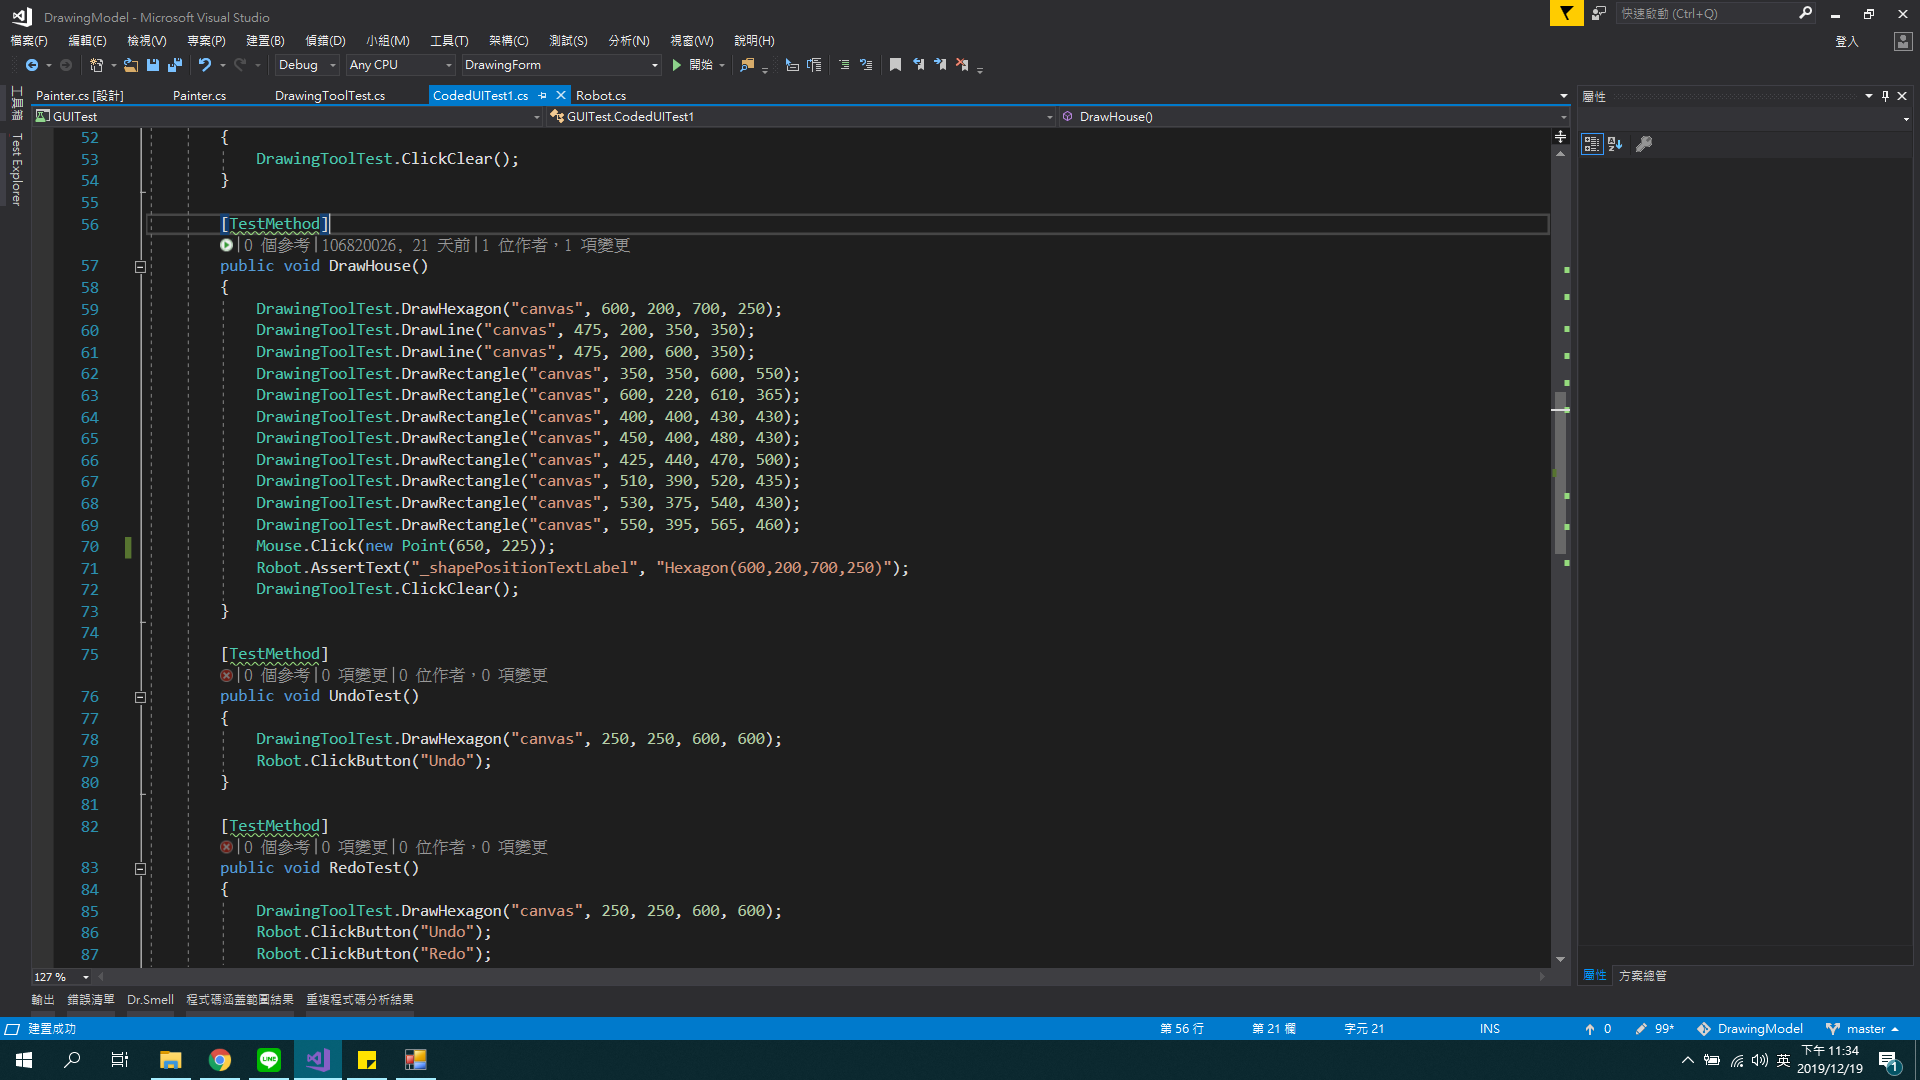 DrawingModel - Microsoft Visual Studio
快速啟動 (Ctrl+Q)
檔案(F) 編輯(E) 檢視(V) 專案(P) 建置(B) 偵錯(D) 小組(M) 工具(T) 架構(C) 測試(S) 分析(N) 視窗(W) 說明(H)
登入
Debug Any CPU DrawingForm 開始
工具箱
Test Explorer
Painter.cs [設計] Painter.cs DrawingToolTest.cs CodedUITest1.cs Robot.cs
屬性
GUITest GUITest.CodedUITest1 DrawHouse()
52 {
53 DrawingToolTest.ClickClear();
54 }
55
56 [TestMethod]
|0 個參考|106820026, 21 天前|1 位作者，1 項變更
57 public void DrawHouse()
58 {
59 DrawingToolTest.DrawHexagon("canvas", 600, 200, 700, 250);
60 DrawingToolTest.DrawLine("canvas", 475, 200, 350, 350);
61 DrawingToolTest.DrawLine("canvas", 475, 200, 600, 350);
62 DrawingToolTest.DrawRectangle("canvas", 350, 350, 600, 550);
63 DrawingToolTest.DrawRectangle("canvas", 600, 220, 610, 365);
64 DrawingToolTest.DrawRectangle("canvas", 400, 400, 430, 430);
65 DrawingToolTest.DrawRectangle("canvas", 450, 400, 480, 430);
66 DrawingToolTest.DrawRectangle("canvas", 425, 440, 470, 500);
67 DrawingToolTest.DrawRectangle("canvas", 510, 390, 520, 435);
68 DrawingToolTest.DrawRectangle("canvas", 530, 375, 540, 430);
69 DrawingToolTest.DrawRectangle("canvas", 550, 395, 565, 460);
70 Mouse.Click(new Point(650, 225));
71 Robot.AssertText("_shapePositionTextLabel", "Hexagon(600,200,700,250)");
72 DrawingToolTest.ClickClear();
73 }
74
75 [TestMethod]
|0 個參考|0 項變更|0 位作者，0 項變更
76 public void UndoTest()
77 {
78 DrawingToolTest.DrawHexagon("canvas", 250, 250, 600, 600);
79 Robot.ClickButton("Undo");
80 }
81
82 [TestMethod]
|0 個參考|0 項變更|0 位作者，0 項變更
83 public void RedoTest()
84 {
85 DrawingToolTest.DrawHexagon("canvas", 250, 250, 600, 600);
86 Robot.ClickButton("Undo");
87 Robot.ClickButton("Redo");
127 %
屬性 方案總管
輸出 錯誤清單 Dr.Smell 程式碼涵蓋範圍結果 重複程式碼分析結果
建置成功 第 56 行 第 21 欄 字元 21 INS 0 99* DrawingModel master
LINE
英 下午 11:34
2019/12/19
1